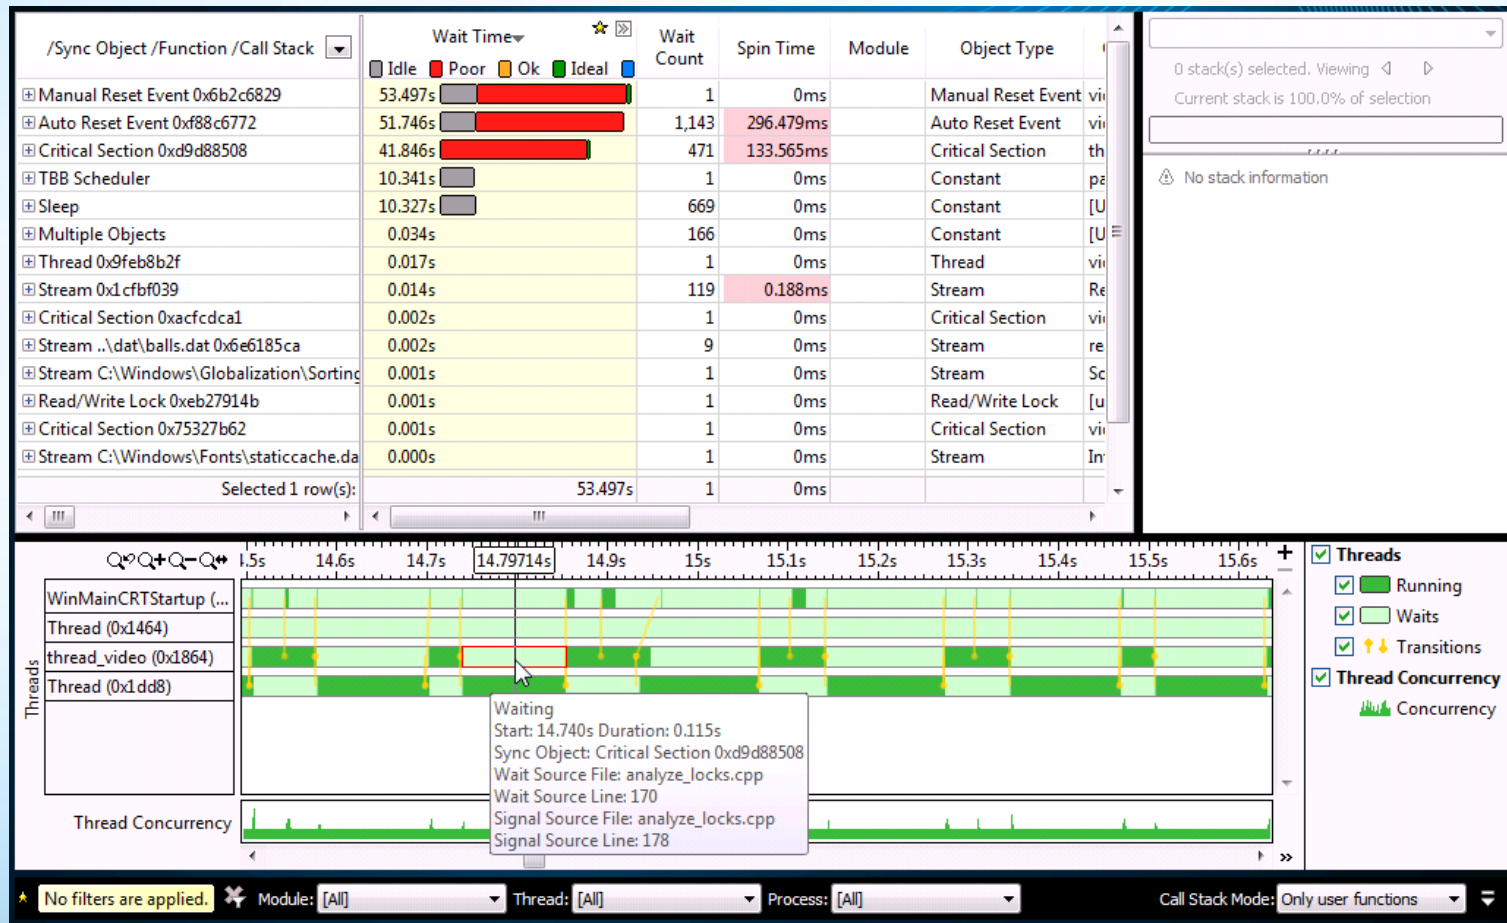 /Sync Object /Function /Call Stack
Wait Time
Idle Poor Ok Ideal
Wait Count
Spin Time
Module
Object Type
Manual Reset Event 0x6b2c6829 53.497s 1 0ms Manual Reset Event
Auto Reset Event 0xf88c6772 51.746s 1,143 296.479ms Auto Reset Event
Critical Section 0xd9d88508 41.846s 471 133.565ms Critical Section th
TBB Scheduler 10.341s 1 0ms Constant pa
Sleep 10.327s 669 0ms Constant [U
Multiple Objects 0.034s 166 0ms Constant [U
Thread 0x9feb8b2f 0.017s 1 0ms Thread
Stream 0x1cfbf039 0.014s 119 0.188ms Stream Re
Critical Section 0xacfcdca1 0.002s 1 0ms Critical Section
Stream ..\dat\balls.dat 0x6e6185ca 0.002s 9 0ms Stream re
Stream C:\Windows\Globalization\Sorting 0.001s 1 0ms Stream Sc
Read/Write Lock 0xeb27914b 0.001s 1 0ms Read/Write Lock [u
Critical Section 0x75327b62 0.001s 1 0ms Critical Section
Stream C:\Windows\Fonts\staticcache.da 0.000s 1 0ms Stream
Selected 1 row(s): 53.497s 1 0ms
0 stack(s) selected. Viewing
Current stack is 100.0% of selection
No stack information
14.6s 14.7s 14.79714s 14.9s 15s 15.1s 15.2s 15.3s 15.4s 15.5s 15.6s
Threads
WinMainCRTStartup (...
Thread (0x1464)
thread_video (0x1864)
Thread (0x1dd8)
Waiting
Start: 14.740s Duration: 0.115s
Sync Object: Critical Section 0xd9d88508
Wait Source File: analyze_locks.cpp
Wait Source Line: 170
Signal Source File: analyze_locks.cpp
Signal Source Line: 178
Thread Concurrency
Threads
Running
Waits
Transitions
Thread Concurrency
Concurrency
No filters are applied. Module: [All] Thread: [All] Process: [All] Call Stack Mode: Only user functions